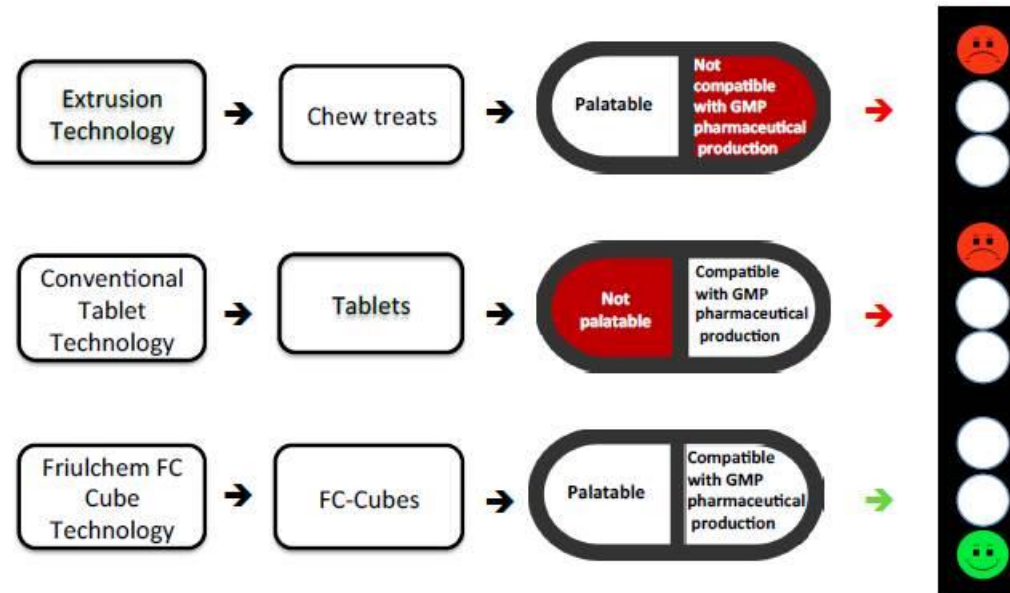 Extrusion
Technology
Chew treats
Palatable
Not
compatible
with GMP
pharmaceutical
production
Conventional
Tablet
Technology
Tablets
Not
palatable
Compatible
with GMP
pharmaceutical
production
Friulchem FC
Cube
Technology
FC-Cubes
Palatable
Compatible
with GMP
pharmaceutical
production